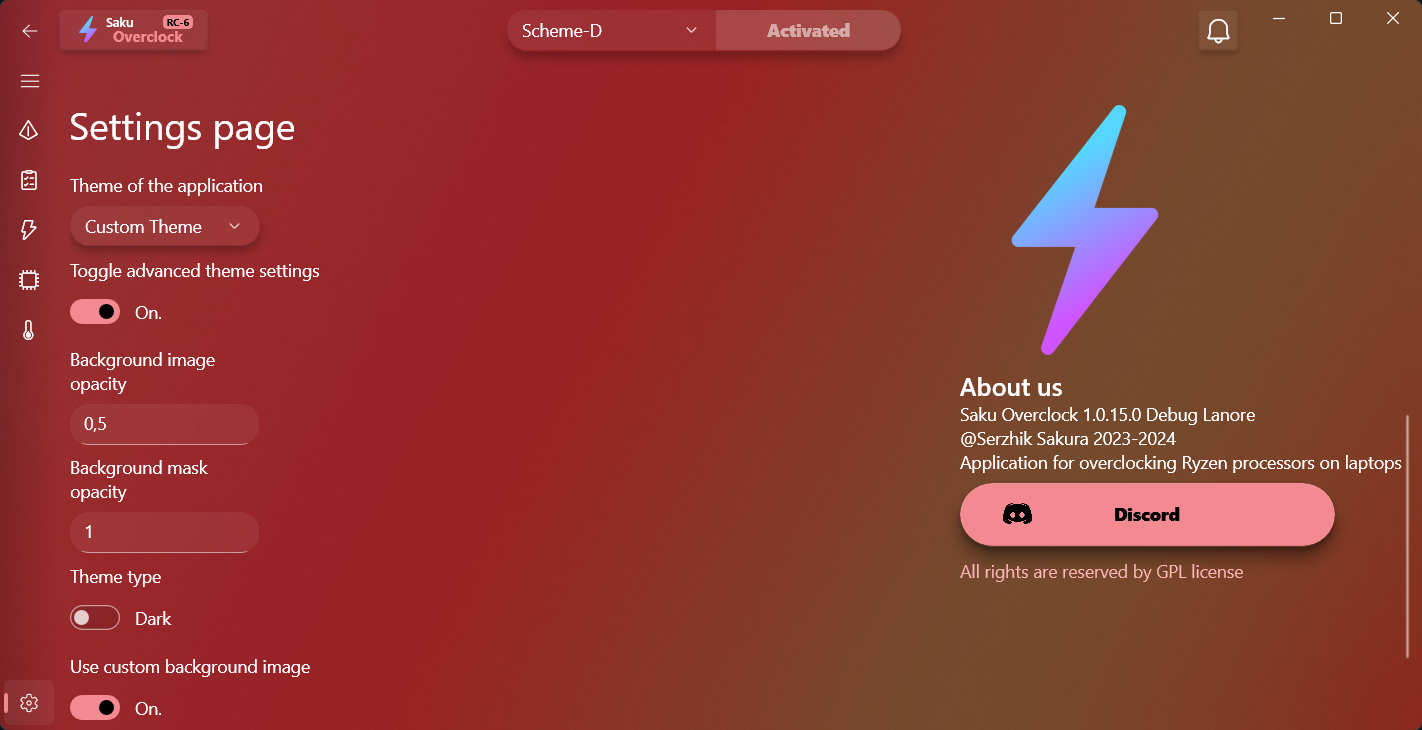 Saku RC-6
Overclock
Scheme-D
Activated
Settings page
Theme of the application
Custom Theme
Toggle advanced theme settings
On.
Background image
opacity
0,5
Background mask
opacity
1
Theme type
Dark
Use custom background image
On.
About us
Saku Overclock 1.0.15.0 Debug Lanore
@Serzhik Sakura 2023-2024
Application for overclocking Ryzen processors on laptops
Discord
All rights are reserved by GPL license